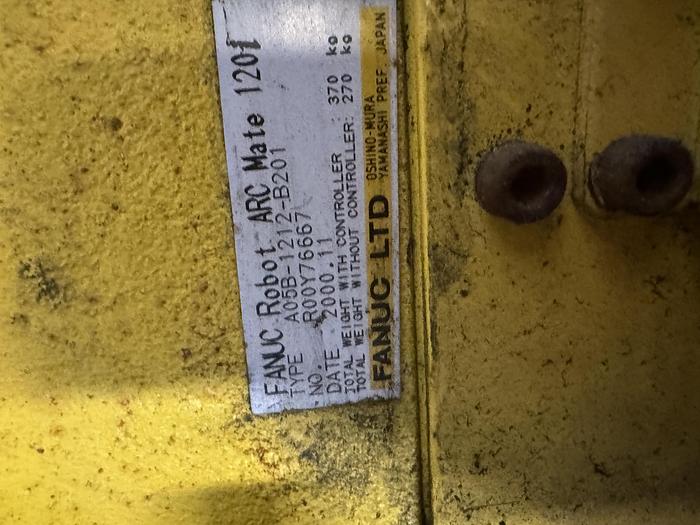 FANUC Robot ARC Mate 120i
TYPE A05B-1212-B201
NO. R00Y76667
DATE 2000.11
TOTAL WEIGHT WITH CONTROLLER : 370 kg
TOTAL WEIGHT WITHOUT CONTROLLER: 270 kg
FANUC LTD
OSHINO-MURA
YAMANASHI PREF. JAPAN